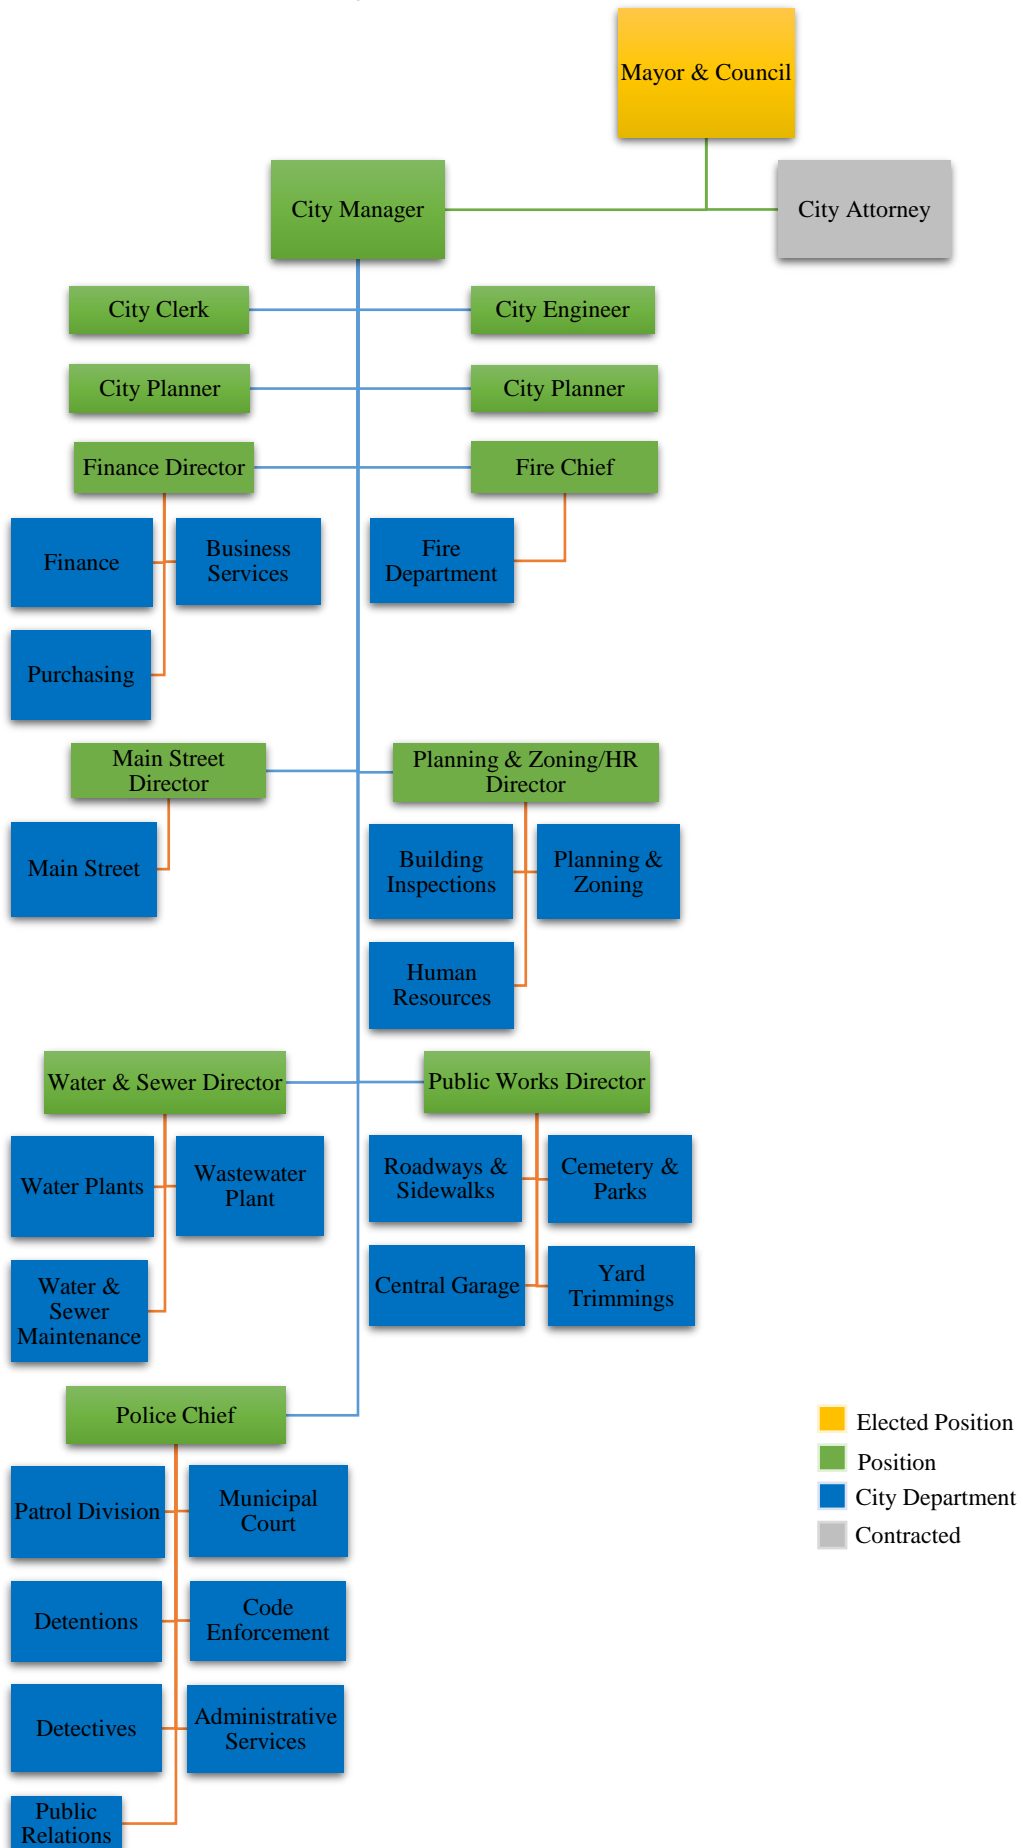 Mayor & Council
City Manager
City Attorney
City Clerk
City Engineer
City Planner
City Planner
Finance Director
Fire Chief
Finance
Business
Services
Fire
Department
Purchasing
Main Street
Director
Planning & Zoning/HR
Director
Main Street
Building
Inspections
Planning &
Zoning
Human
Resources
Water & Sewer Director
Public Works Director
Water Plants
Wastewater
Plant
Roadways &
Sidewalks
Cemetery &
Parks
Water &
Sewer
Maintenance
Central Garage
Yard
Trimmings
Police Chief
Patrol Division
Municipal
Court
Detentions
Code
Enforcement
Detectives
Administrative
Services
Public
Relations
Elected Position
Position
City Department
Contracted